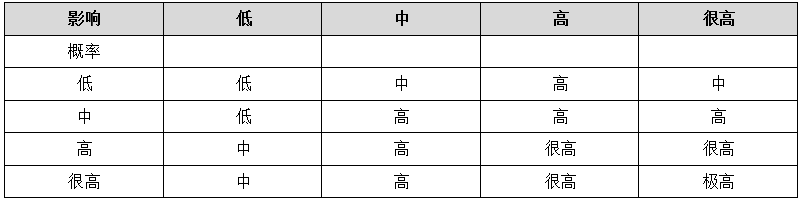 影响 低 中 高 很高
概率
低 低 中 高 中
中 低 高 高 高
高 中 高 很高 很高
很高 中 高 很高 极高